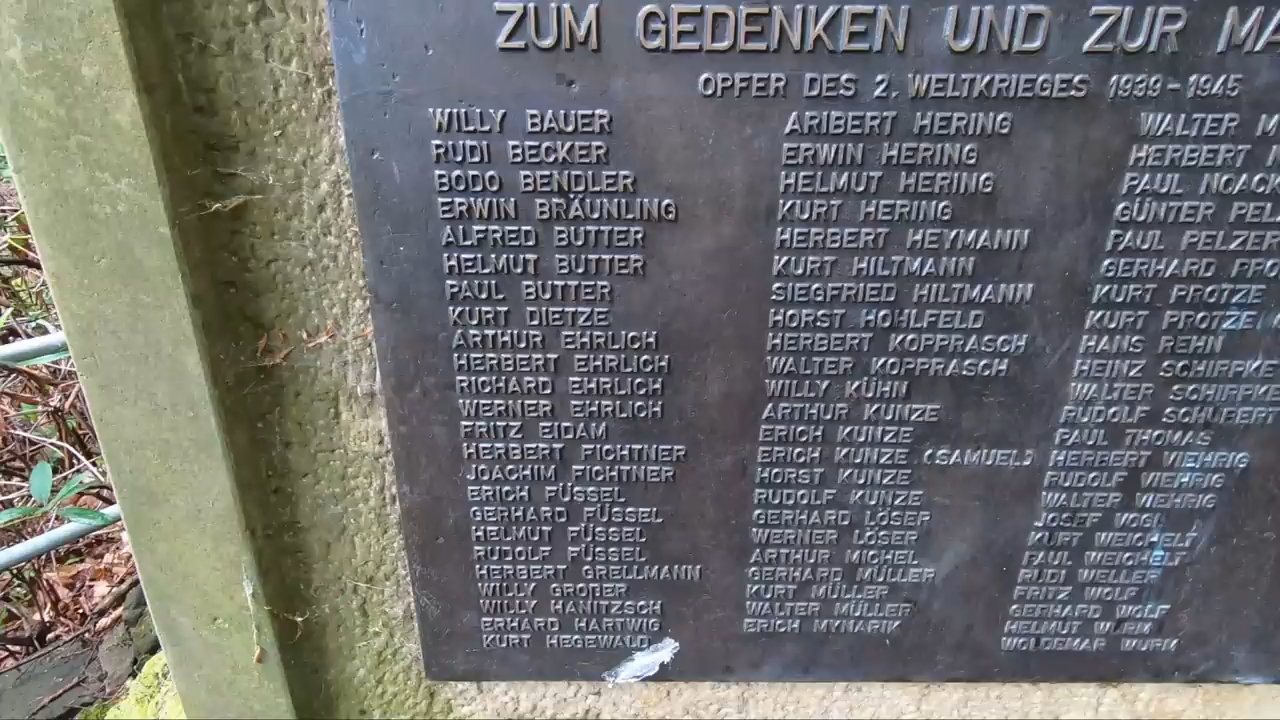 ZUM GEDENKEN UND ZUR
OPFER DES 2. WELTKRIEGES 1939-1945
WILLY BAUER
RUDI BECKER
BODO BENDLER
ERWIN BRÄUNLING
ALFRED BUTTER
HELMUT BUTTER
PAUL BUTTER
KURT DIETZE
ARTHUR EHRLICH
HERBERT EHRLICH
RICHARD EHRLICH
WERNER EHRLICH
FRITZ EIDAM
HERBERT FICHTNER
JOACHIM FICHTNER
ERICH FÜSSEL
GERHARD FÜSSEL
HELMUT FÜSSEL
RUDOLF FÜSSEL
HERBERT GRELLMANN
WILLY GROßER
WILLY HANITZSCH
ERHARD HARTWIG
KURT HEGEWALD
ARIBERT HERING
ERWIN HERING
HELMUT HERING
KURT HERING
HERBERT HEYMANN
KURT HILTMANN
SIEGFRIED HILTMANN
HORST HOHLFELD
HERBERT KOPPRASCH
WALTER KOPPRASCH
WILLY KÜHN
ARTHUR KUNZE
ERICH KUNZE
ERICH KUNZE (SAMUEL)
HORST KUNZE
RUDOLF KUNZE
GERHARD LÖSER
WERNER LÖSER
ARTHUR MICHEL
GERHARD MÜLLER
KURT MÜLLER
WALTER MÜLLER
ERICH MYNARIK
WALTER
HERBERT
PAUL NOACK
GÜNTER
PAUL PELZER
GERHARD
KURT PROTZE
KURT PROTZE
HANS REHN
HEINZ SCHIRPKE
WALTER SCHIRPKE
RUDOLF SCHUBERT
PAUL THOMAS
HERBERT VIEHRIG
RUDOLF VIEHRIG
WALTER VIEHRIG
JOSEF VOGL
KURT WEICHELT
PAUL WEICHELT
RUDI WELLER
FRITZ WOLF
GERHARD WOLF
HELMUT WURM
WOLDEMAR WURM